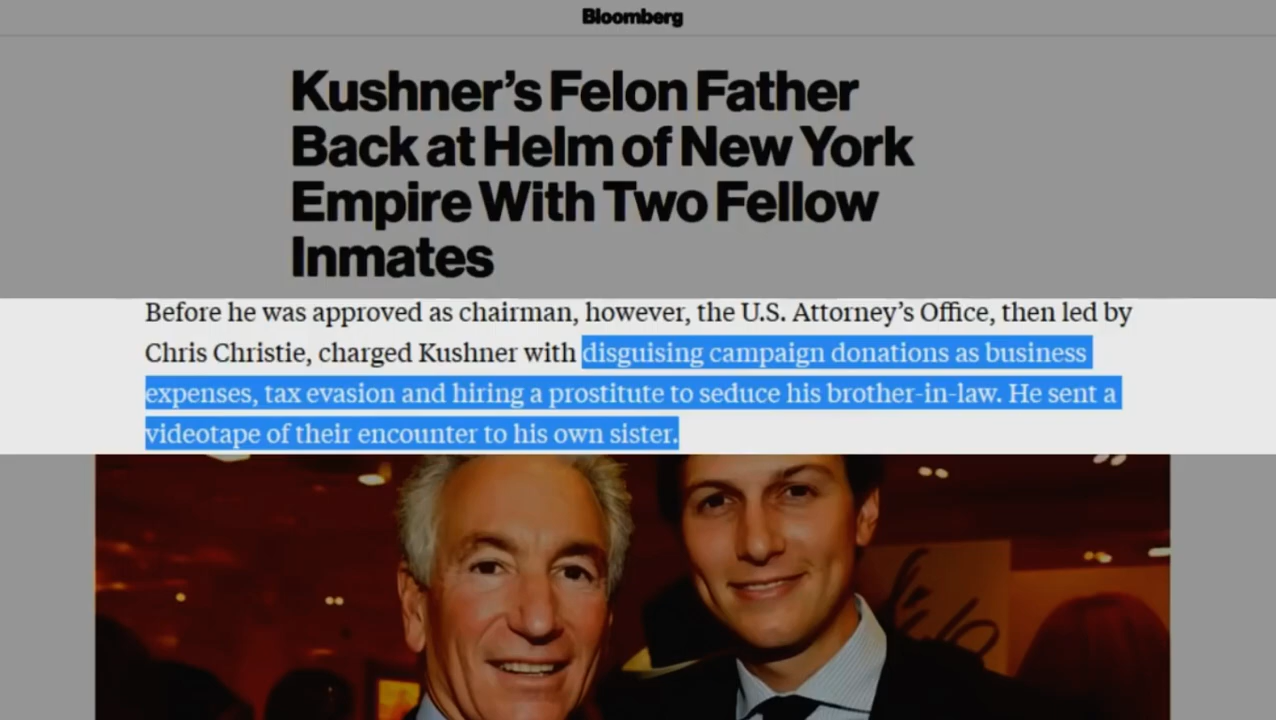 Bloomberg
Kushner’s Felon Father
Back at Helm of New York
Empire With Two Fellow
Inmates
Before he was approved as chairman, however, the U.S. Attorney’s Office, then led by
Chris Christie, charged Kushner with disguising campaign donations as business
expenses, tax evasion and hiring a prostitute to seduce his brother-in-law. He sent a
videotape of their encounter to his own sister.